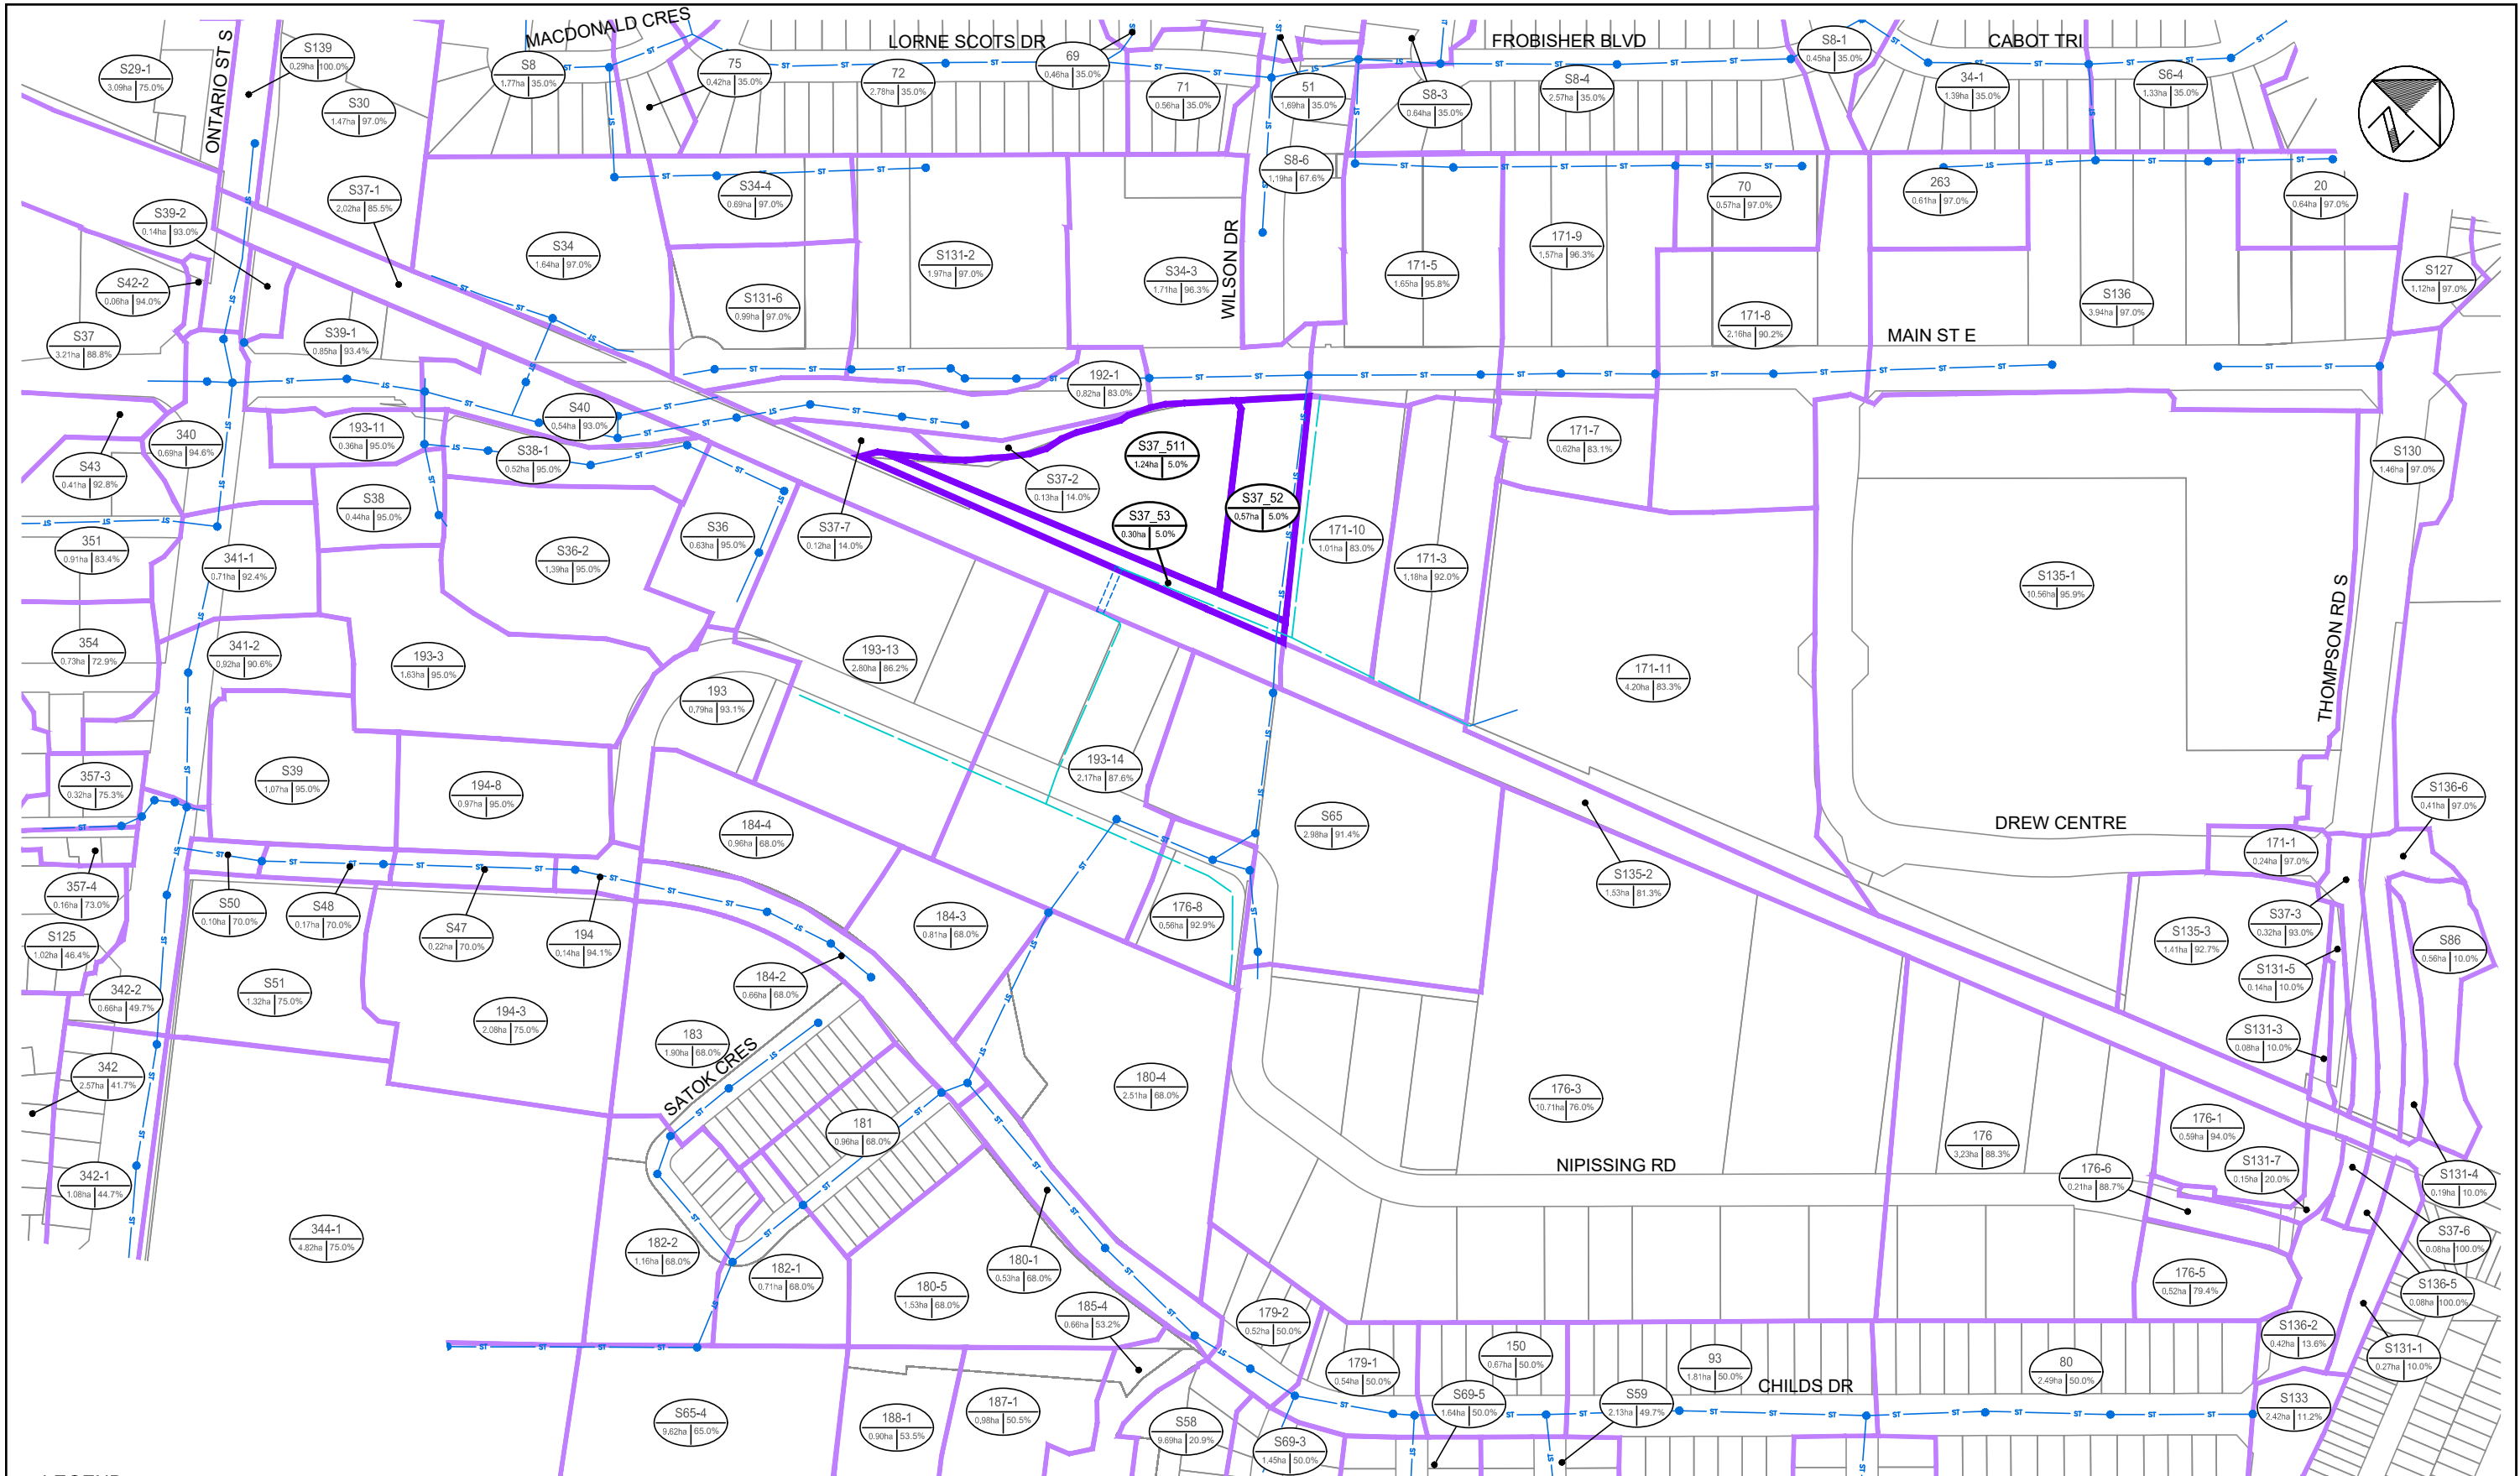 MACDONALD CRES
LORNE SCOTS DR
FROBISHER BLVD
CABOT TRL
ONTARIO ST S
S29-1
3.09ha 75.0%
S139
0.29ha 100.0%
S30
1.47ha 97.0%
S8
1.77ha 35.0%
75
0.42ha 35.0%
72
2.78ha 35.0%
69
0.46ha 35.0%
71
0.56ha 35.0%
51
1.69ha 35.0%
S8-3
0.64ha 35.0%
S8-4
2.57ha 35.0%
S8-1
0.45ha 35.0%
34-1
1.39ha 35.0%
S6-4
1.33ha 35.0%
S37-1
2.02ha 85.5%
S39-2
0.14ha 93.0%
S42-2
0.06ha 94.0%
S37
3.21ha 88.8%
S39-1
0.85ha 93.4%
S34
1.64ha 97.0%
S34-4
0.69ha 97.0%
S131-6
0.99ha 97.0%
S131-2
1.97ha 97.0%
S34-3
1.71ha 96.3%
WILSON DR
S8-6
1.19ha 67.6%
171-5
1.65ha 95.8%
171-9
1.57ha 96.3%
70
0.57ha 97.0%
171-8
2.16ha 90.2%
263
0.61ha 97.0%
S136
3.94ha 97.0%
20
0.64ha 97.0%
S127
1.12ha 97.0%
MAIN ST E
192-1
0.82ha 83.0%
S40
0.54ha 93.0%
S38-1
0.52ha 95.0%
193-11
0.36ha 95.0%
340
0.69ha 94.6%
S43
0.41ha 92.8%
S38
0.44ha 95.0%
351
0.91ha 83.4%
341-1
0.71ha 92.4%
S36-2
1.39ha 95.0%
S36
0.63ha 95.0%
S37-7
0.12ha 14.0%
S37-2
0.13ha 14.0%
S37_511
1.24ha 5.0%
S37_53
0.30ha 5.0%
S37_52
0.57ha 5.0%
171-10
1.01ha 83.0%
171-3
1.18ha 92.0%
171-7
0.62ha 83.1%
S135-1
10.56ha 95.9%
S130
1.46ha 97.0%
THOMPSON RD S
354
0.73ha 72.9%
341-2
0.92ha 90.6%
193-3
1.63ha 95.0%
193
0.79ha 93.1%
193-13
2.80ha 86.2%
193-14
2.17ha 87.6%
171-11
4.20ha 83.3%
357-3
0.32ha 75.3%
S39
1.07ha 95.0%
194-8
0.97ha 95.0%
184-4
0.96ha 68.0%
S65
2.98ha 91.4%
S135-2
1.53ha 81.3%
DREW CENTRE
171-1
0.24ha 97.0%
S136-6
0.41ha 97.0%
357-4
0.16ha 73.0%
S50
0.10ha 70.0%
S48
0.17ha 70.0%
S47
0.22ha 70.0%
194
0.14ha 94.1%
184-3
0.81ha 68.0%
176-8
0.56ha 92.9%
S37-3
0.32ha 93.0%
S135-3
1.41ha 92.7%
S131-5
0.14ha 10.0%
S86
0.56ha 10.0%
S125
1.02ha 46.4%
342-2
0.66ha 49.7%
S51
1.32ha 75.0%
194-3
2.08ha 75.0%
184-2
0.66ha 68.0%
183
1.90ha 68.0%
SATOK CRES
S131-3
0.08ha 10.0%
342
2.57ha 41.7%
181
0.96ha 68.0%
180-4
2.51ha 68.0%
176-3
10.71ha 76.0%
176
3.23ha 88.3%
176-1
0.59ha 94.0%
NIPISSING RD
342-1
1.08ha 44.7%
176-6
0.21ha 88.7%
S131-7
0.15ha 20.0%
S131-4
0.19ha 10.0%
344-1
4.82ha 75.0%
182-2
1.16ha 68.0%
182-1
0.71ha 68.0%
180-5
1.53ha 68.0%
180-1
0.53ha 68.0%
S37-6
0.08ha 100.0%
176-5
0.52ha 79.4%
S136-5
0.08ha 100.0%
185-4
0.66ha 53.2%
179-2
0.52ha 50.0%
179-1
0.54ha 50.0%
150
0.67ha 50.0%
93
1.81ha 50.0%
80
2.49ha 50.0%
S136-2
0.42ha 13.6%
S131-1
0.27ha 10.0%
CHILDS DR
S65-4
9.62ha 65.0%
188-1
0.90ha 53.5%
187-1
0.98ha 50.5%
S58
9.69ha 20.9%
S69-3
1.45ha 50.0%
S69-5
1.64ha 50.0%
S59
2.13ha 49.7%
S133
2.42ha 11.2%